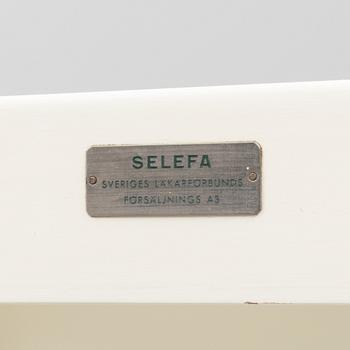 SELEFA
SVERIGES LÄKARFÖRBUNDS
FÖRSÄLJNINGS AB